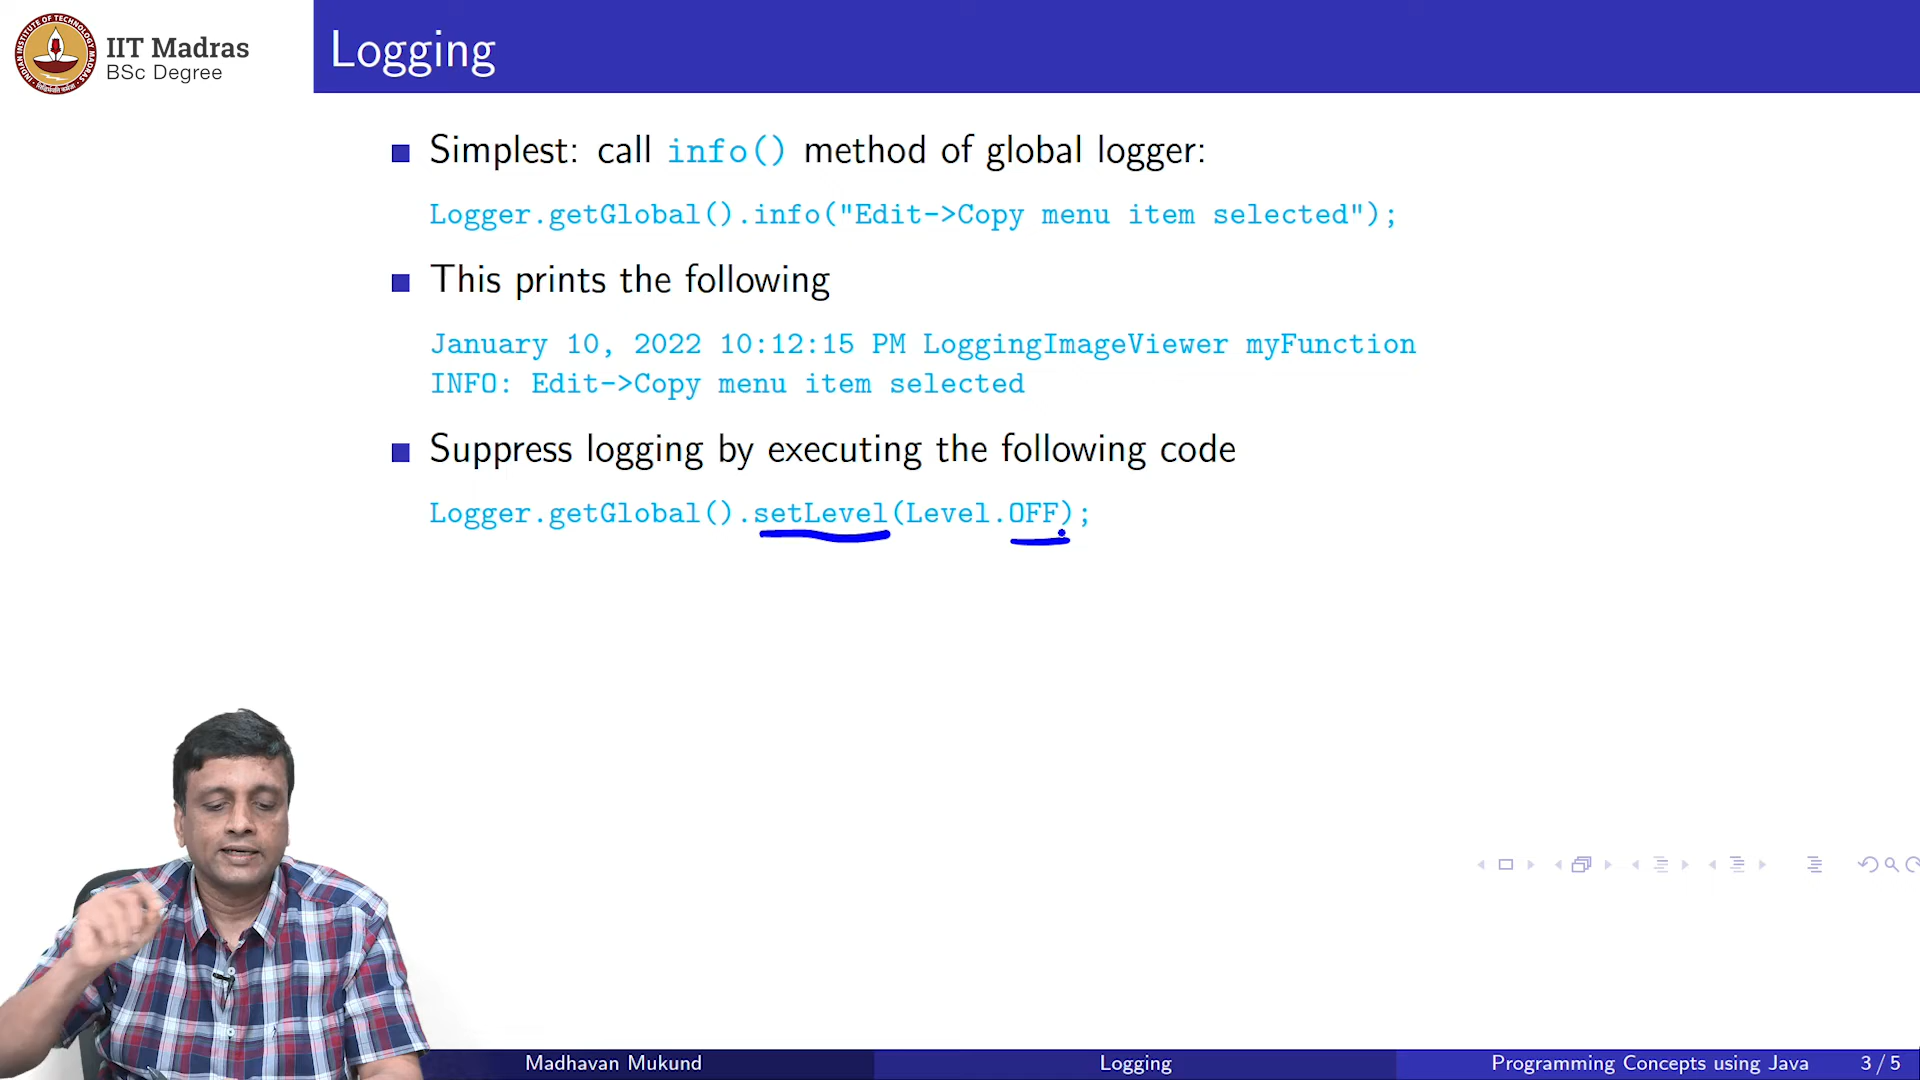 IIT Madras
BSc Degree
Logging
Simplest: call info() method of global logger:
Logger.getGlobal().info("Edit->Copy menu item selected");
This prints the following
January 10, 2022 10:12:15 PM LoggingImageViewer myFunction
INFO: Edit->Copy menu item selected
Suppress logging by executing the following code
Logger.getGlobal().setLevel(Level.OFF);
Madhavan Mukund
Logging
Programming Concepts using Java
3 / 5